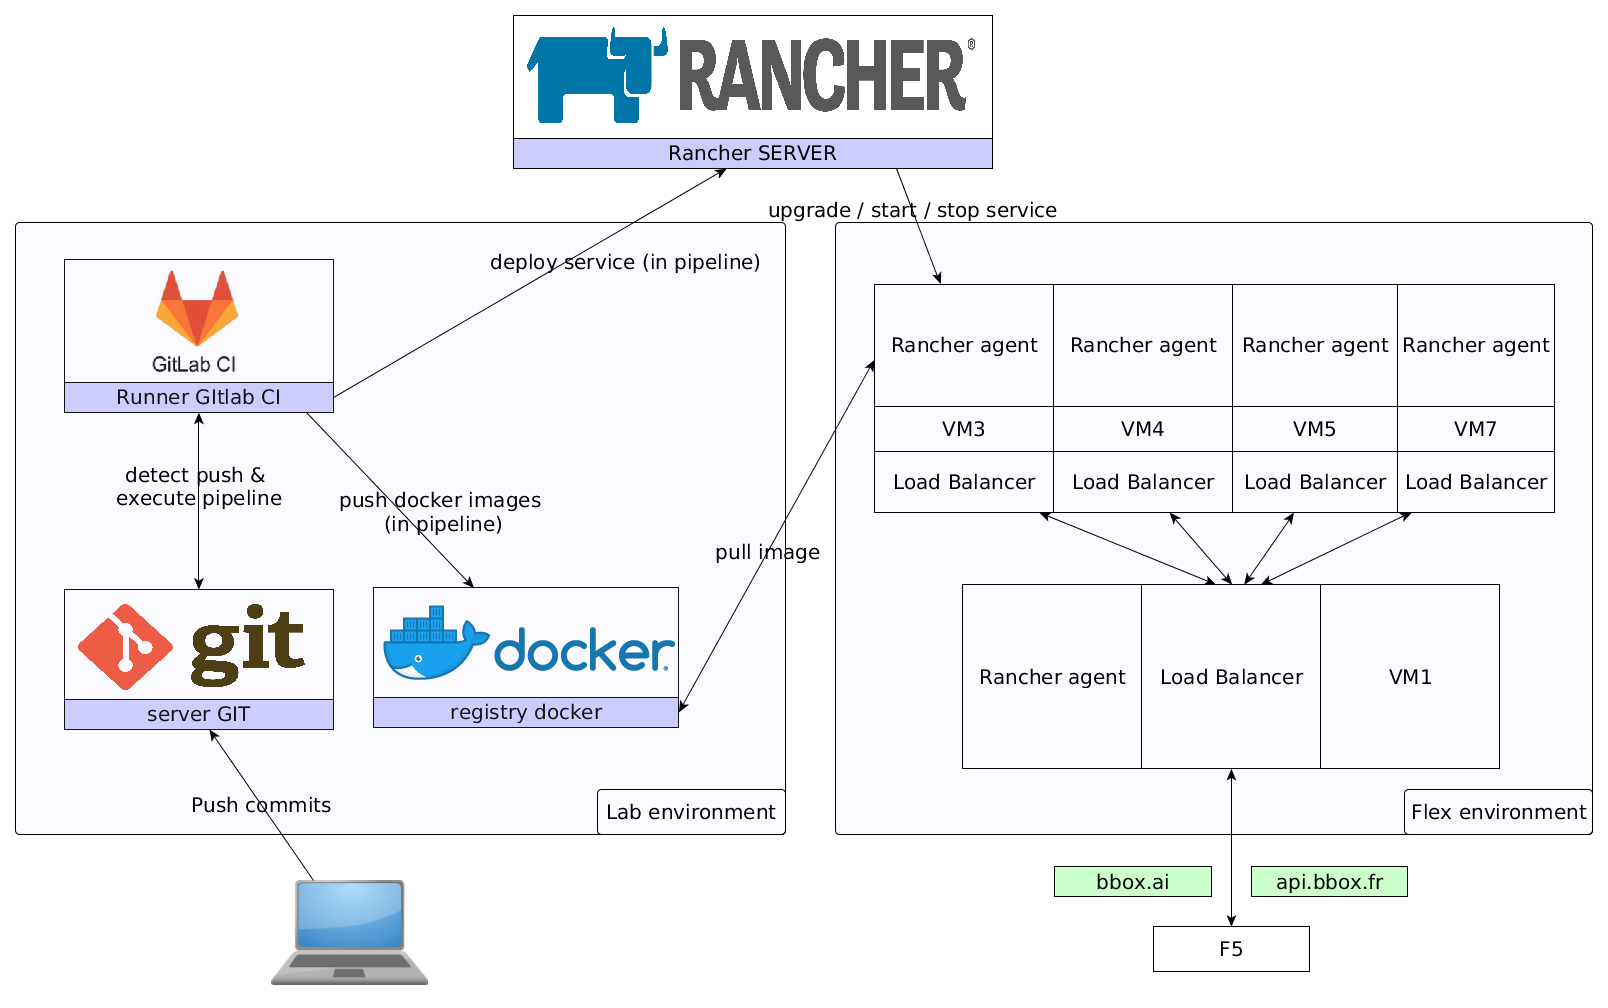 RANCHER®
Rancher SERVER
upgrade / start / stop service
deploy service (in pipeline)
GitLab CI
Runner GItlab CI
detect push &
execute pipeline
push docker images
(in pipeline)
pull image
git
server GIT
docker
registry docker
Push commits
Lab environment
Rancher agent Rancher agent Rancher agent Rancher agent
VM3 VM4 VM5 VM7
Load Balancer Load Balancer Load Balancer Load Balancer
Rancher agent Load Balancer VM1
Flex environment
bbox.ai api.bbox.fr
F5